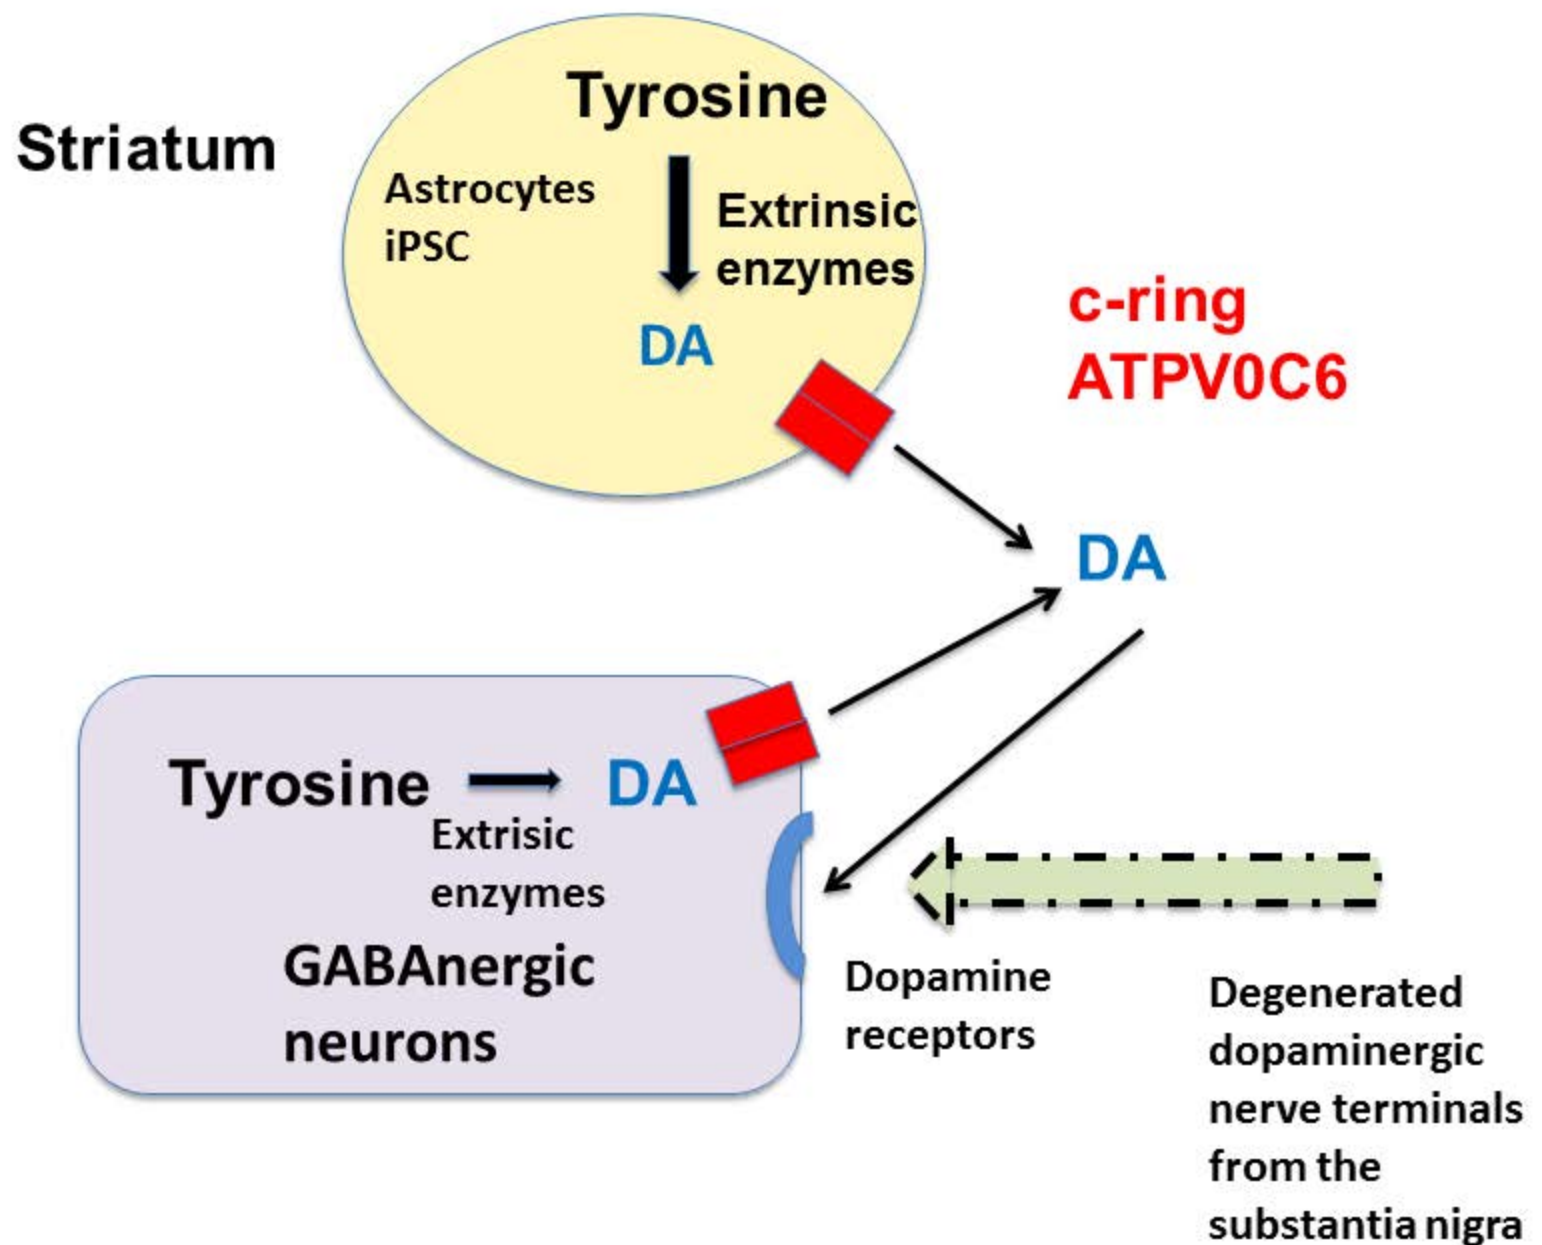 Striatum
Tyrosine
Astrocytes
iPSC
Extrinsic
enzymes
DA
c-ring
ATPV0C6
DA
Tyrosine
DA
Extrisic
enzymes
GABAnergic
neurons
Dopamine
receptors
Degenerated
dopaminergic
nerve terminals
from the
substantia nigra